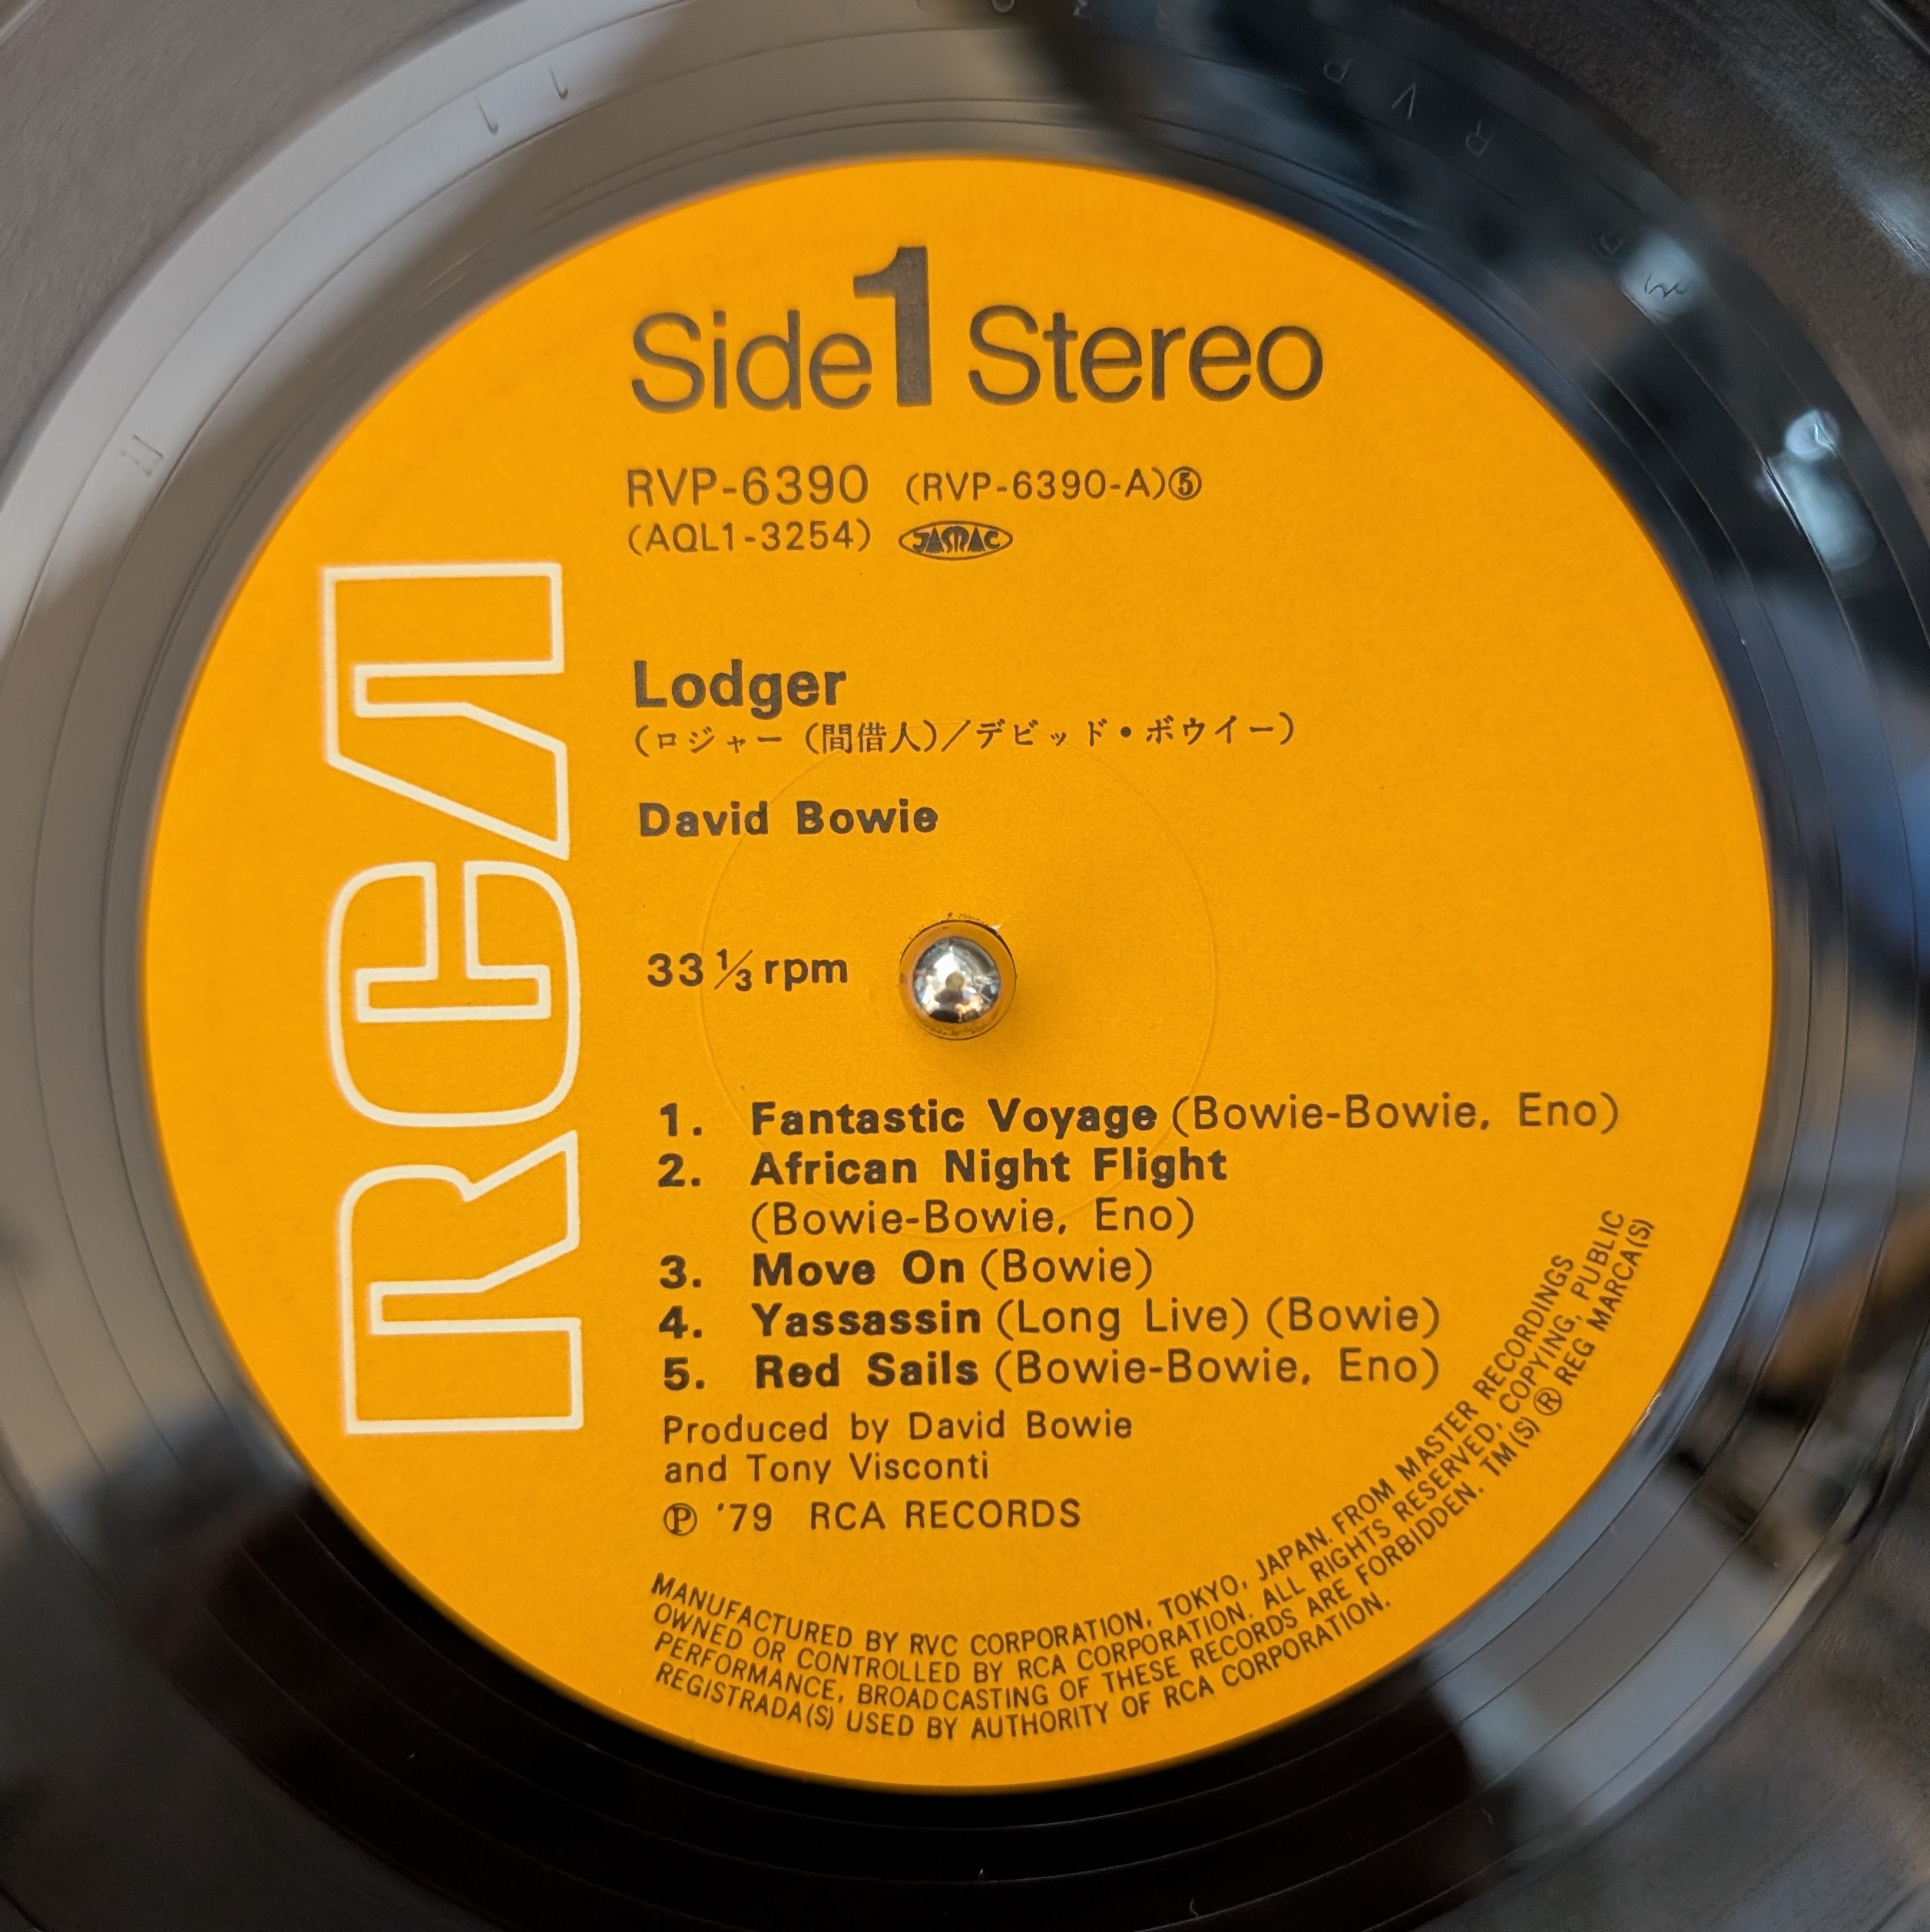 Side 1 Stereo
RVP-6390 (RVP-6390-A)⑤
(AQL1-3254) JASRAC
RCA
Lodger
(ロジャー (間借人)/デビッド・ボウイー)
David Bowie
33 1/3 rpm
1. Fantastic Voyage (Bowie-Bowie, Eno)
2. African Night Flight
(Bowie-Bowie, Eno)
3. Move On (Bowie)
4. Yassassin (Long Live) (Bowie)
5. Red Sails (Bowie-Bowie, Eno)
Produced by David Bowie
and Tony Visconti
Ⓟ '79 RCA RECORDS
MANUFACTURED BY RVC CORPORATION, TOKYO, JAPAN. FROM MASTER RECORDINGS
OWNED OR CONTROLLED BY RCA CORPORATION. ALL RIGHTS RESERVED, COPYING, PUBLIC
PERFORMANCE, BROADCASTING OF THESE RECORDS ARE FORBIDDEN. TM(S) ® REG MARCA(S)
REGISTRADA(S) USED BY AUTHORITY OF RCA CORPORATION.